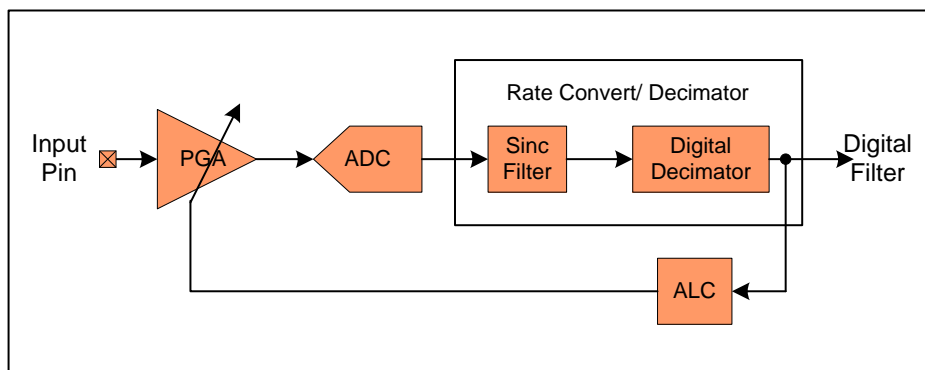 Rate Convert/ Decimator
Input
Pin
PGA
ADC
Sinc
Filter
Digital
Decimator
Digital
Filter
ALC